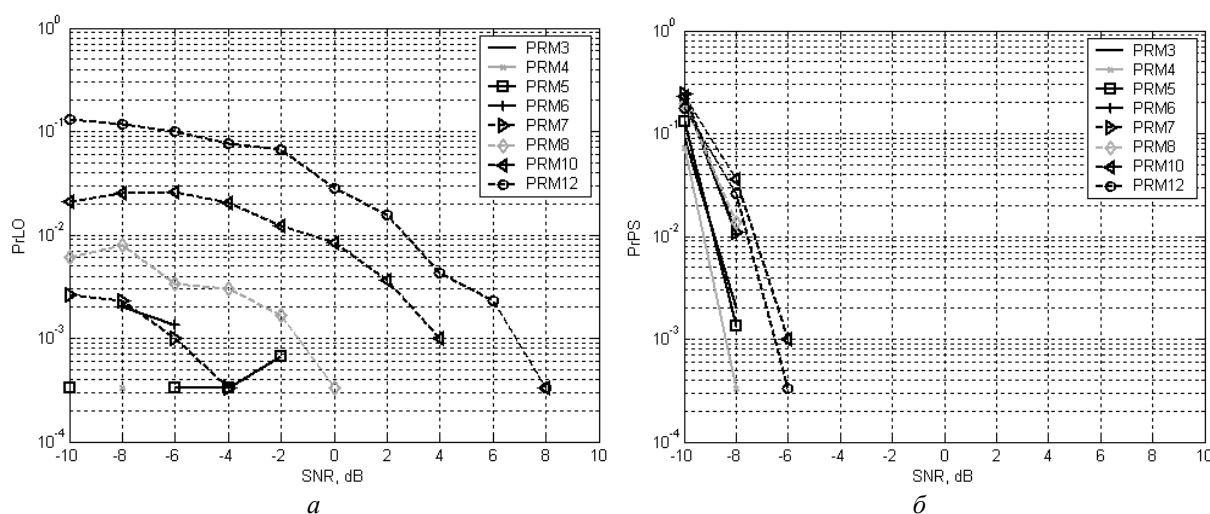 10^0
10^-1
10^-2
10^-3
10^-4
PrLO
-10 -8 -6 -4 -2 0 2 4 6 8 10
SNR, dB
PRM3
PRM4
PRM5
PRM6
PRM7
PRM8
PRM10
PRM12
а
10^0
10^-1
10^-2
10^-3
10^-4
PrPS
-10 -8 -6 -4 -2 0 2 4 6 8 10
SNR, dB
PRM3
PRM4
PRM5
PRM6
PRM7
PRM8
PRM10
PRM12
б